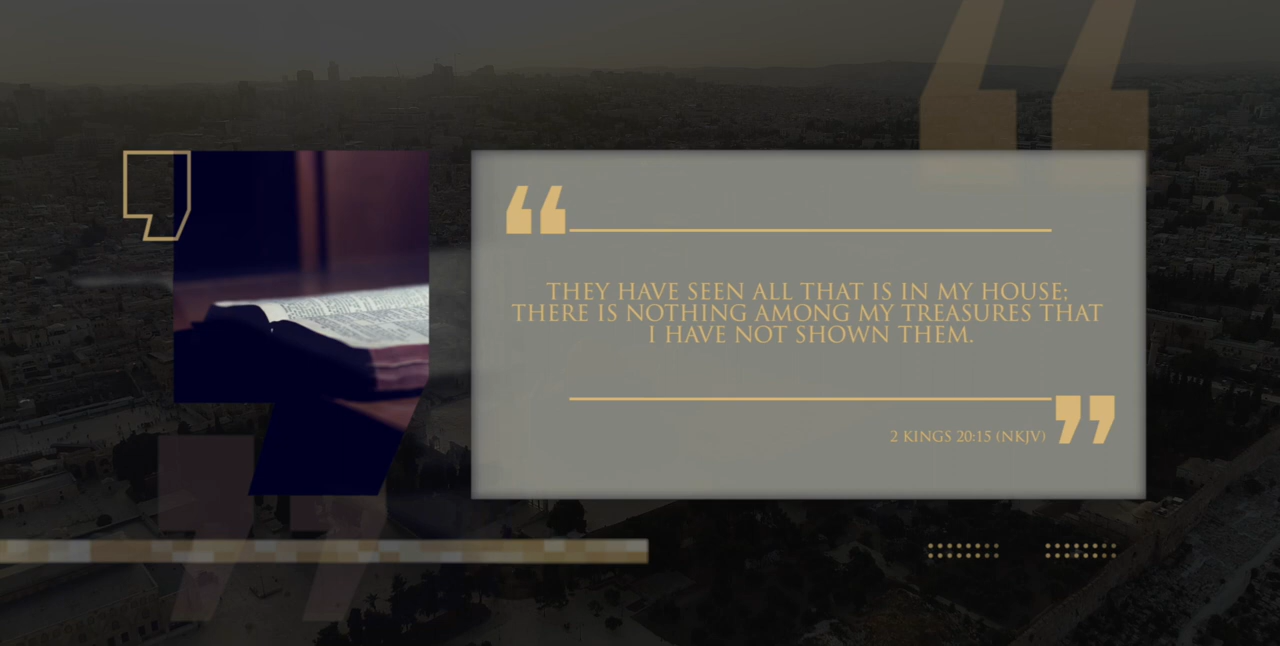 THEY HAVE SEEN ALL THAT IS IN MY HOUSE;
THERE IS NOTHING AMONG MY TREASURES THAT
I HAVE NOT SHOWN THEM.
2 KINGS 20:15 (NKJV)